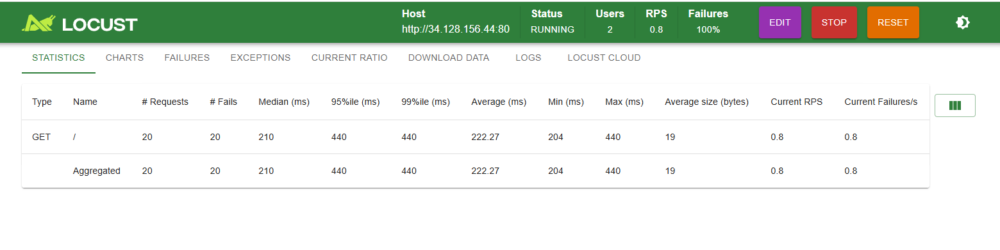 LOCUST
Host Status Users RPS Failures
http://34.128.156.44:80 RUNNING 2 0.8 100%
EDIT STOP RESET
STATISTICS CHARTS FAILURES EXCEPTIONS CURRENT RATIO DOWNLOAD DATA LOGS LOCUST CLOUD
Type Name # Requests # Fails Median (ms) 95%ile (ms) 99%ile (ms) Average (ms) Min (ms) Max (ms) Average size (bytes) Current RPS Current Failures/s
GET / 20 20 210 440 440 222.27 204 440 19 0.8 0.8
Aggregated 20 20 210 440 440 222.27 204 440 19 0.8 0.8